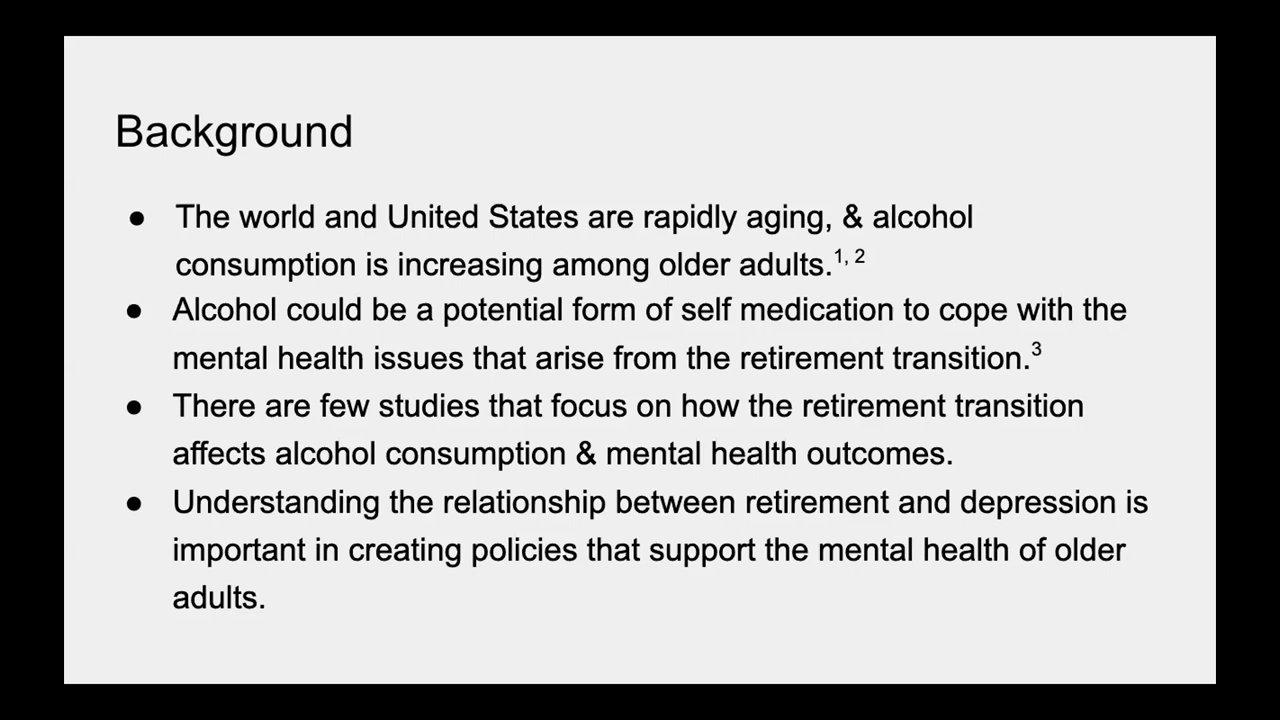 Background
● The world and United States are rapidly aging, & alcohol
consumption is increasing among older adults.1, 2
● Alcohol could be a potential form of self medication to cope with the
mental health issues that arise from the retirement transition.3
● There are few studies that focus on how the retirement transition
affects alcohol consumption & mental health outcomes.
● Understanding the relationship between retirement and depression is
important in creating policies that support the mental health of older
adults.